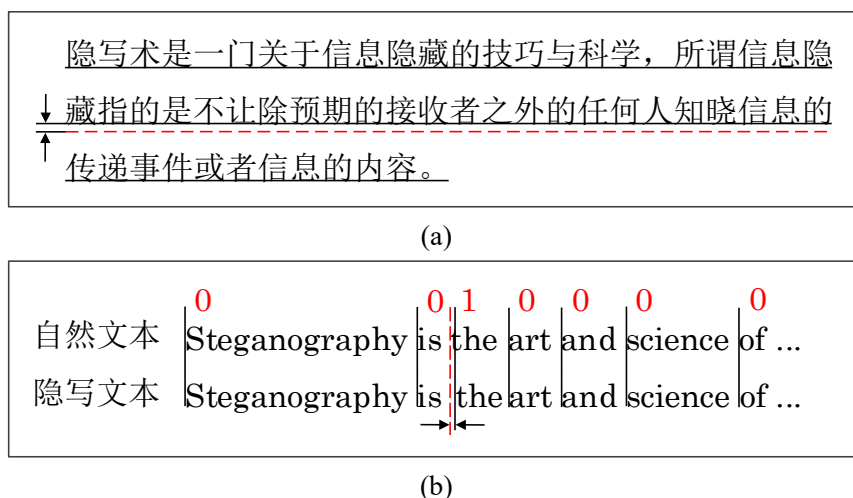 隐写术是一门关于信息隐藏的技巧与科学，所谓信息隐
藏指的是不让除预期的接收者之外的任何人知晓信息的
传递事件或者信息的内容。
(a)
0 0 1 0 0 0 0
自然文本 Steganography is the art and science of ...
隐写文本 Steganography is the art and science of ...
(b)